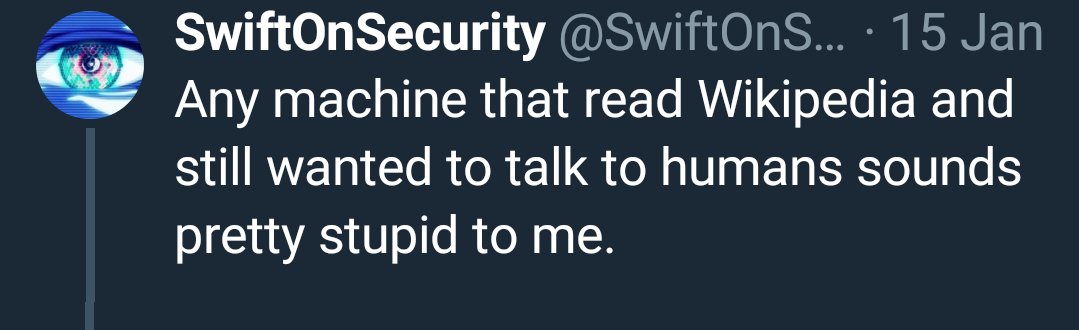 SwiftOnSecurity @SwiftOnS... · 15 Jan
Any machine that read Wikipedia and
still wanted to talk to humans sounds
pretty stupid to me.